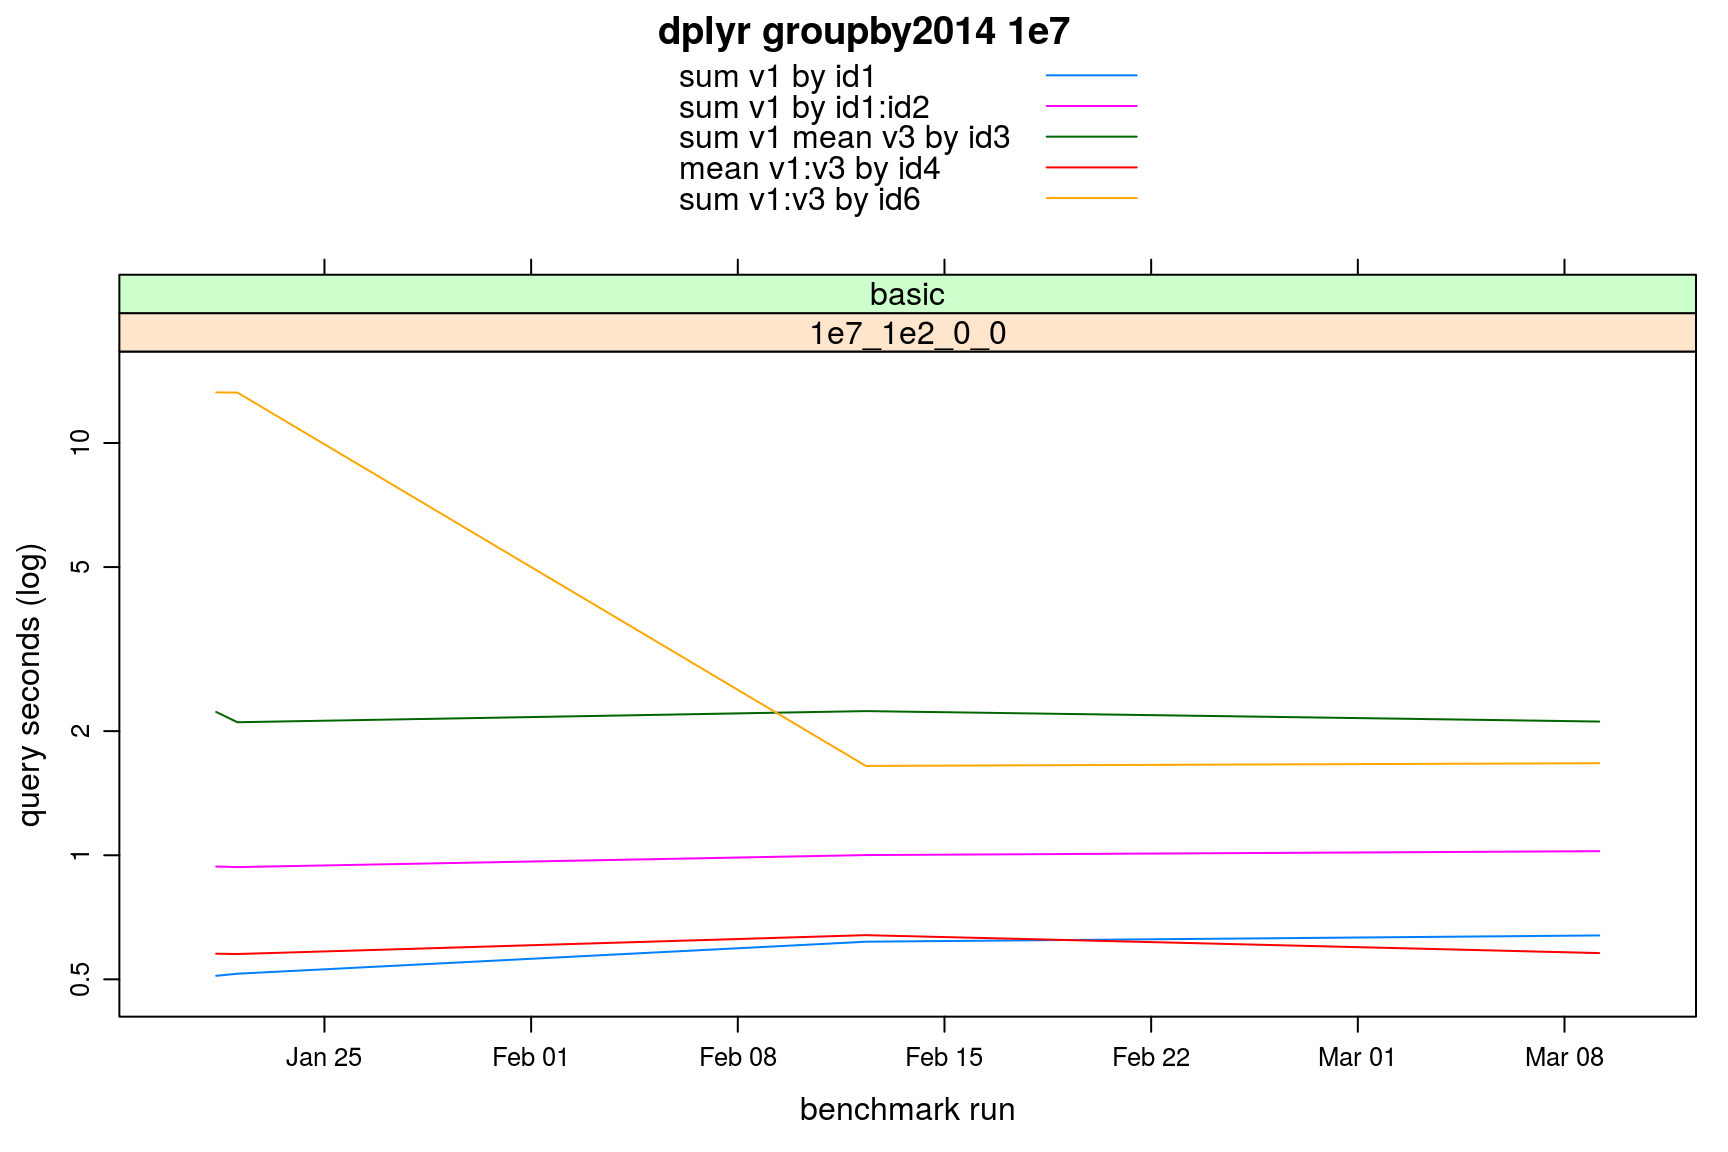 dplyr groupby2014 1e7
sum v1 by id1
sum v1 by id1:id2
sum v1 mean v3 by id3
mean v1:v3 by id4
sum v1:v3 by id6
basic
1e7_1e2_0_0
10
5
2
1
0.5
query seconds (log)
Jan 25 Feb 01 Feb 08 Feb 15 Feb 22 Mar 01 Mar 08
benchmark run